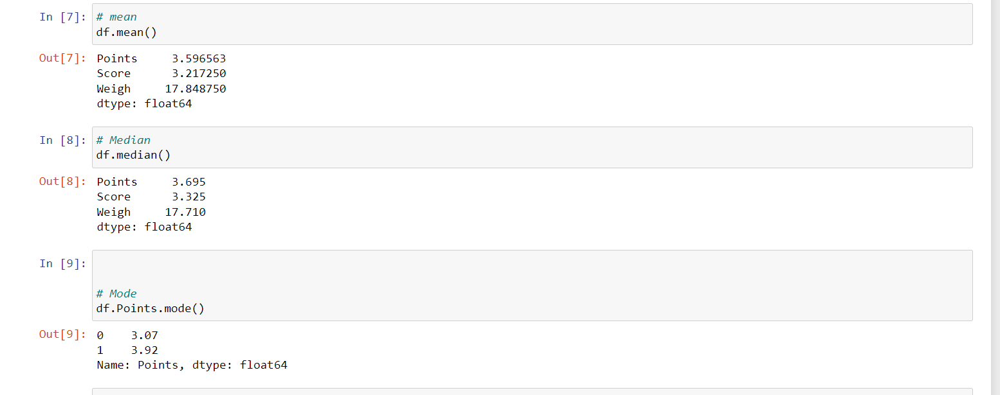 In [7]: # mean
df.mean()
Out[7]: Points     3.596563
Score      3.217250
Weigh     17.848750
dtype: float64
In [8]: # Median
df.median()
Out[8]: Points     3.695
Score      3.325
Weigh     17.710
dtype: float64
In [9]:
# Mode
df.Points.mode()
Out[9]: 0    3.07
1    3.92
Name: Points, dtype: float64